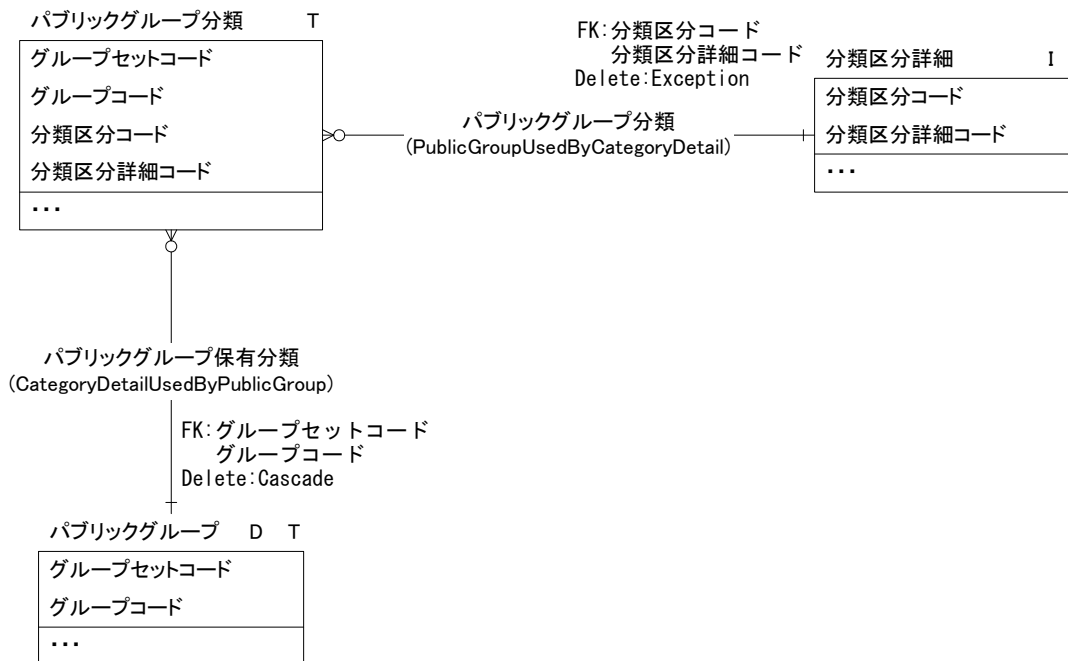 パブリックグループ分類 T
グループセットコード
グループコード
分類区分コード
分類区分詳細コード
・・・
FK:分類区分コード
分類区分詳細コード
Delete:Exception
パブリックグループ分類
(PublicGroupUsedByCategoryDetail)
分類区分詳細 I
分類区分コード
分類区分詳細コード
・・・
パブリックグループ保有分類
(CategoryDetailUsedByPublicGroup)
FK:グループセットコード
グループコード
Delete:Cascade
パブリックグループ D T
グループセットコード
グループコード
・・・